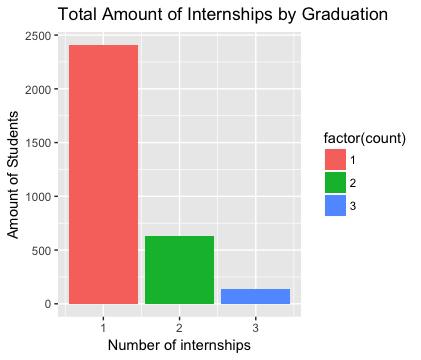 Total Amount of Internships by Graduation
2500
2000
1500
1000
500
0
Amount of Students
1 2 3
Number of internships
factor(count)
1
2
3